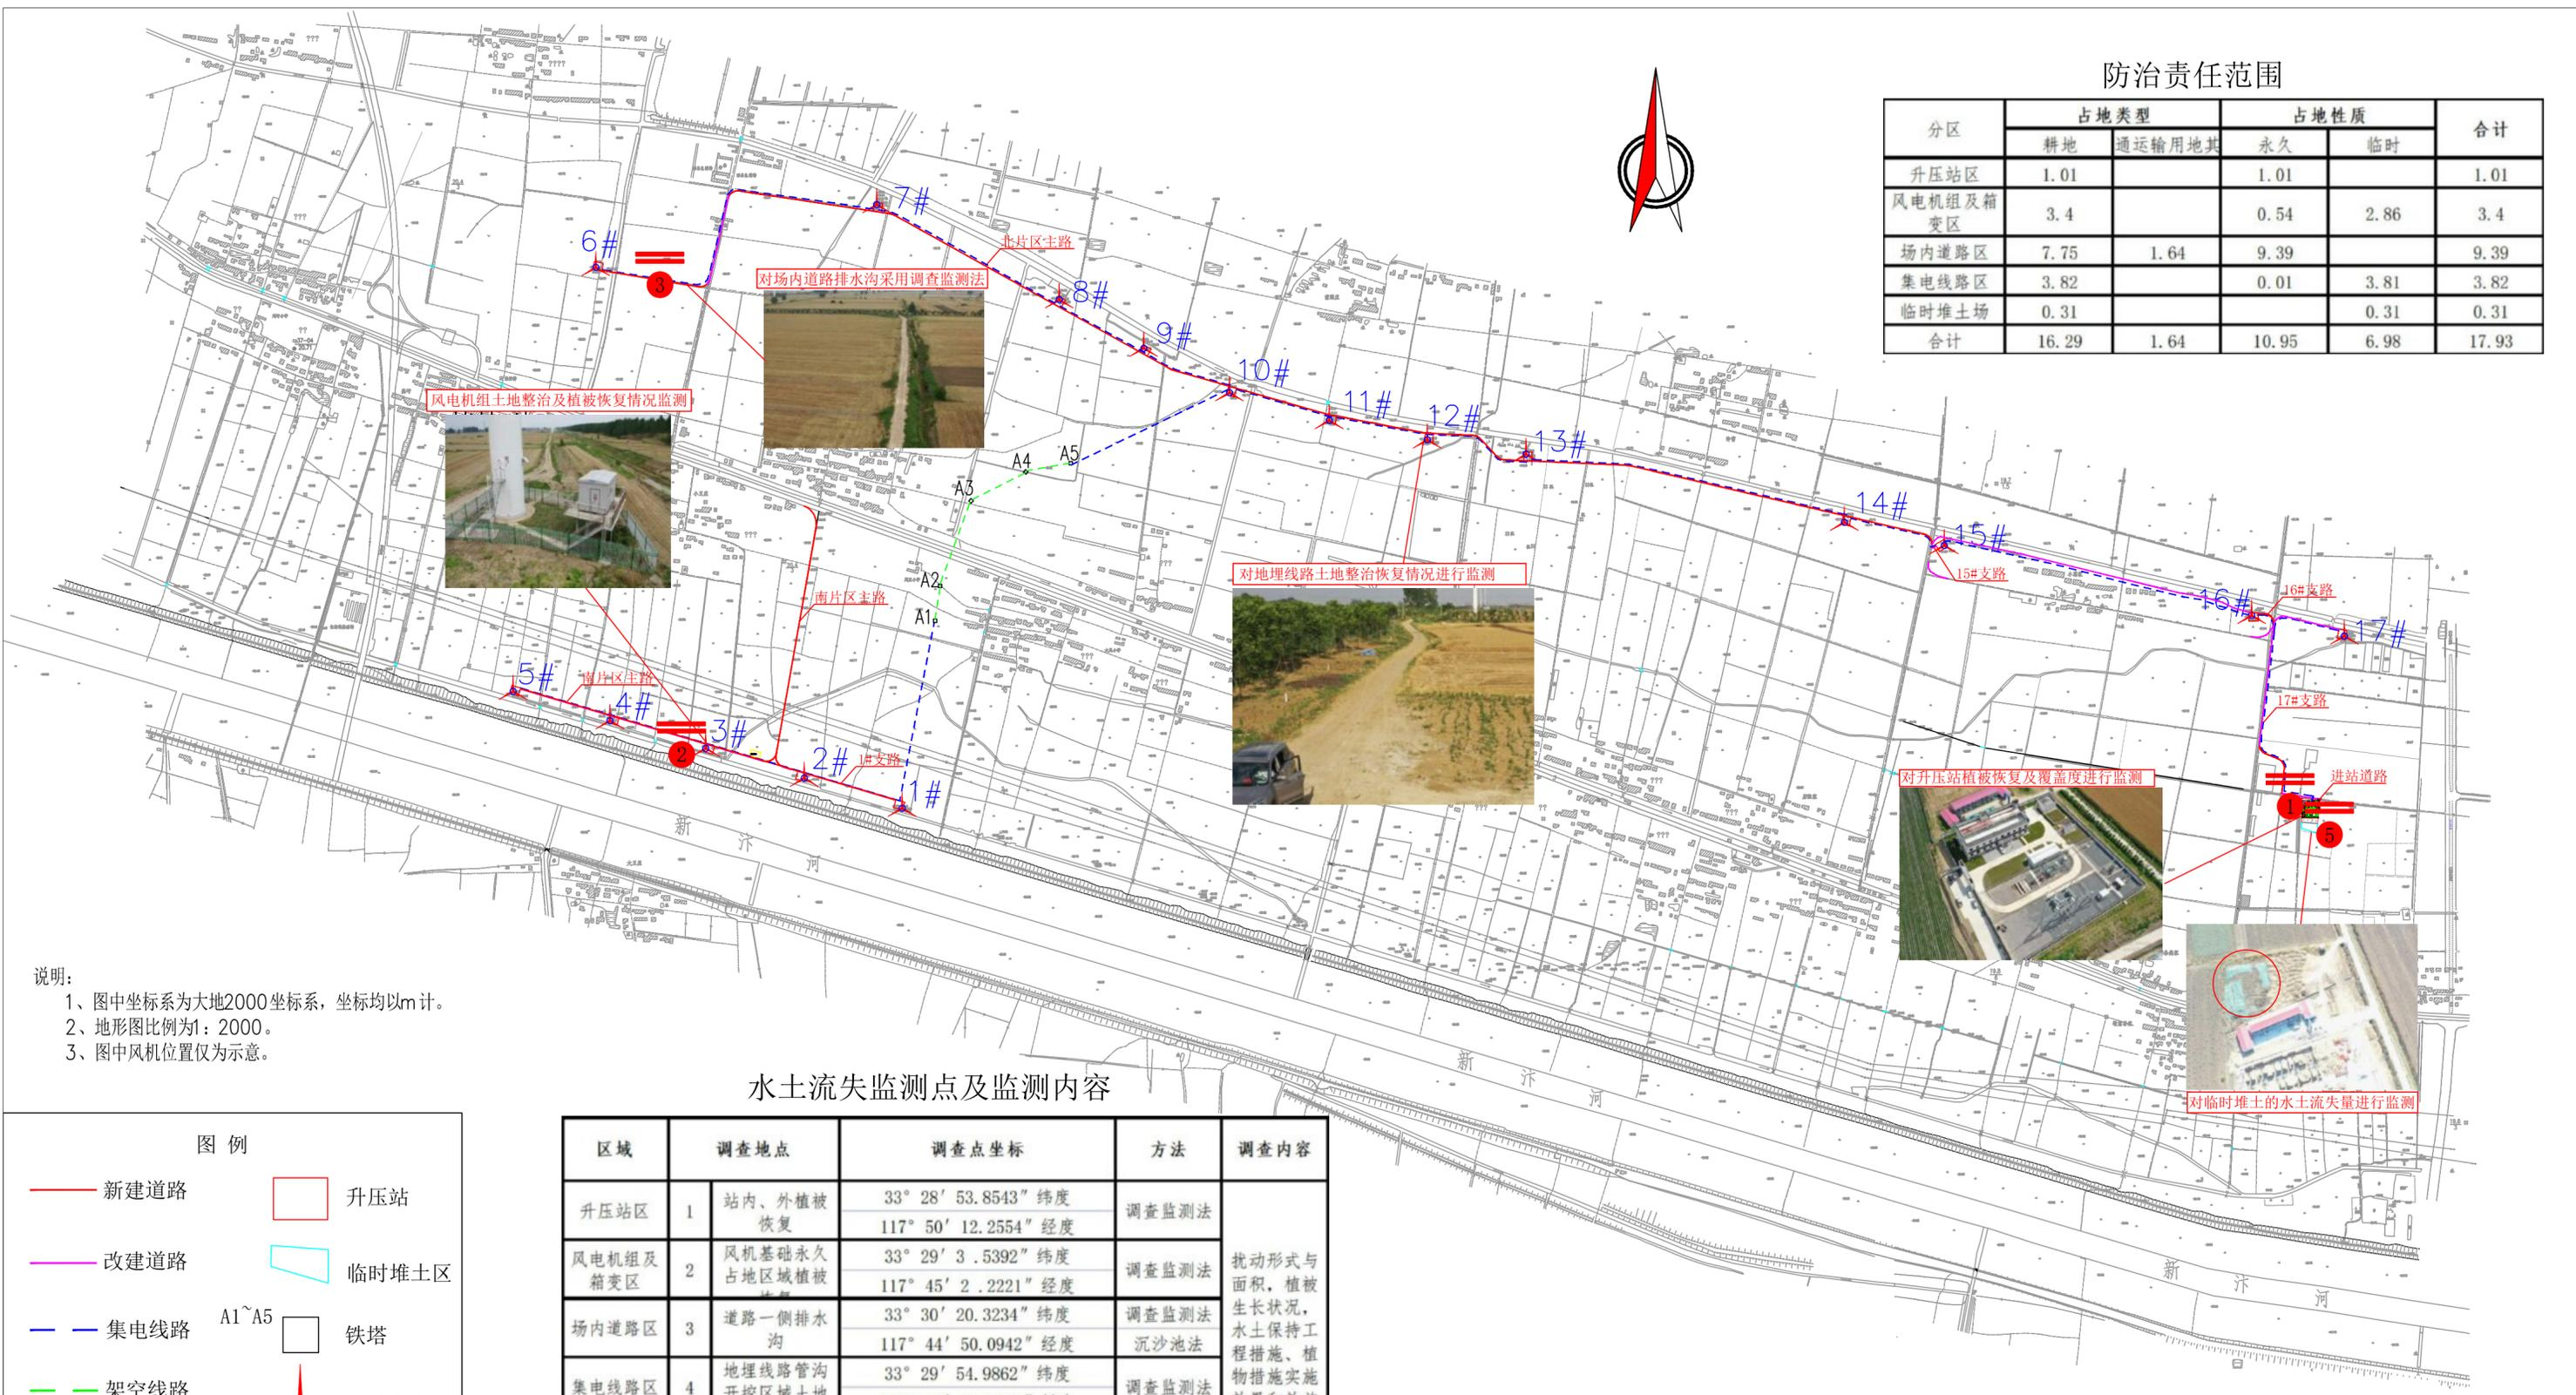 防治责任范围
分区
占地类型
占地性质
合计
耕地
通运输用地其
永久
临时
升压站区 1.01 1.01 1.01
风电机组及箱变区 3.4 0.54 2.86 3.4
场内道路区 7.75 1.64 9.39 9.39
集电线路区 3.82 0.01 3.81 3.82
临时堆土场 0.31 0.31 0.31
合计 16.29 1.64 10.95 6.98 17.93
7#
6#
北片区主路
3
对场内道路排水沟采用调查监测法
8#
9#
10#
11#
12#
13#
风电机组土地整治及植被恢复情况监测
A5
A4
A3
A2
A1
14#
15#
15#支路
对地埋线路土地整治恢复情况进行监测
南片区主路
16#
16#支路
17#
17#支路
5#
南片区主路
4#
3#
2
2#
1#支路
1#
对升压站植被恢复及覆盖度进行监测
进站道路
1
5
新
汴
河
对临时堆土的水土流失量进行监测
新
汴
河
新
汴
河
说明:
1、图中坐标系为大地2000坐标系，坐标均以m计。
2、地形图比例为1：2000。
3、图中风机位置仅为示意。
图 例
新建道路
升压站
改建道路
临时堆土区
集电线路
A1~A5
铁塔
架空线路
水土流失监测点及监测内容
区域 调查地点 调查点坐标 方法 调查内容
升压站区 1 站内、外植被恢复 33° 28′ 53.8543″ 纬度 调查监测法
117° 50′ 12.2554″ 经度
风电机组及箱变区 2 风机基础永久占地区域植被 33° 29′ 3 .5392″ 纬度 调查监测法
117° 45′ 2 .2221″ 经度
场内道路区 3 道路一侧排水沟 33° 30′ 20.3234″ 纬度 调查监测法
117° 44′ 50.0942″ 经度 沉沙池法
集电线路区 4 地埋线路管沟 33° 29′ 54.9862″ 纬度 调查监测法
扰动形式与
面积，植被
生长状况，
水土保持工
程措施、植
物措施实施